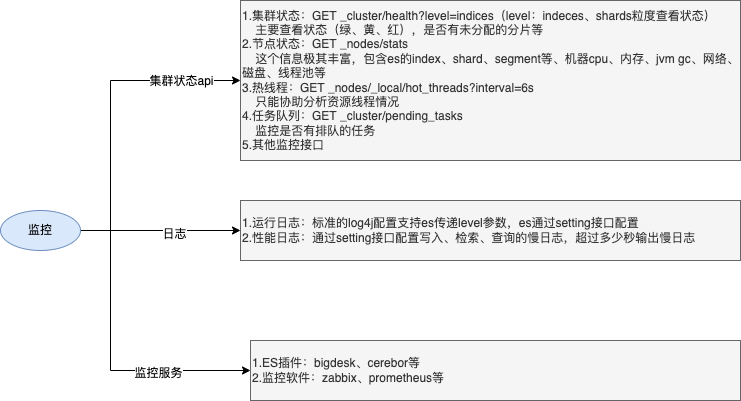 1.集群状态：GET _cluster/health?level=indices（level：indeces、shards粒度查看状态）
主要查看状态（绿、黄、红），是否有未分配的分片等
2.节点状态：GET _nodes/stats
这个信息极其丰富，包含es的index、shard、segment等、机器cpu、内存、jvm gc、网络、
磁盘、线程池等
3.热线程：GET _nodes/_local/hot_threads?interval=6s
只能协助分析资源线程情况
4.任务队列：GET _cluster/pending_tasks
监控是否有排队的任务
5.其他监控接口
集群状态api
监控
日志
1.运行日志：标准的log4j配置支持es传递level参数，es通过setting接口配置
2.性能日志：通过setting接口配置写入、检索、查询的慢日志，超过多少秒输出慢日志
监控服务
1.ES插件：bigdesk、cerebor等
2.监控软件：zabbix、prometheus等